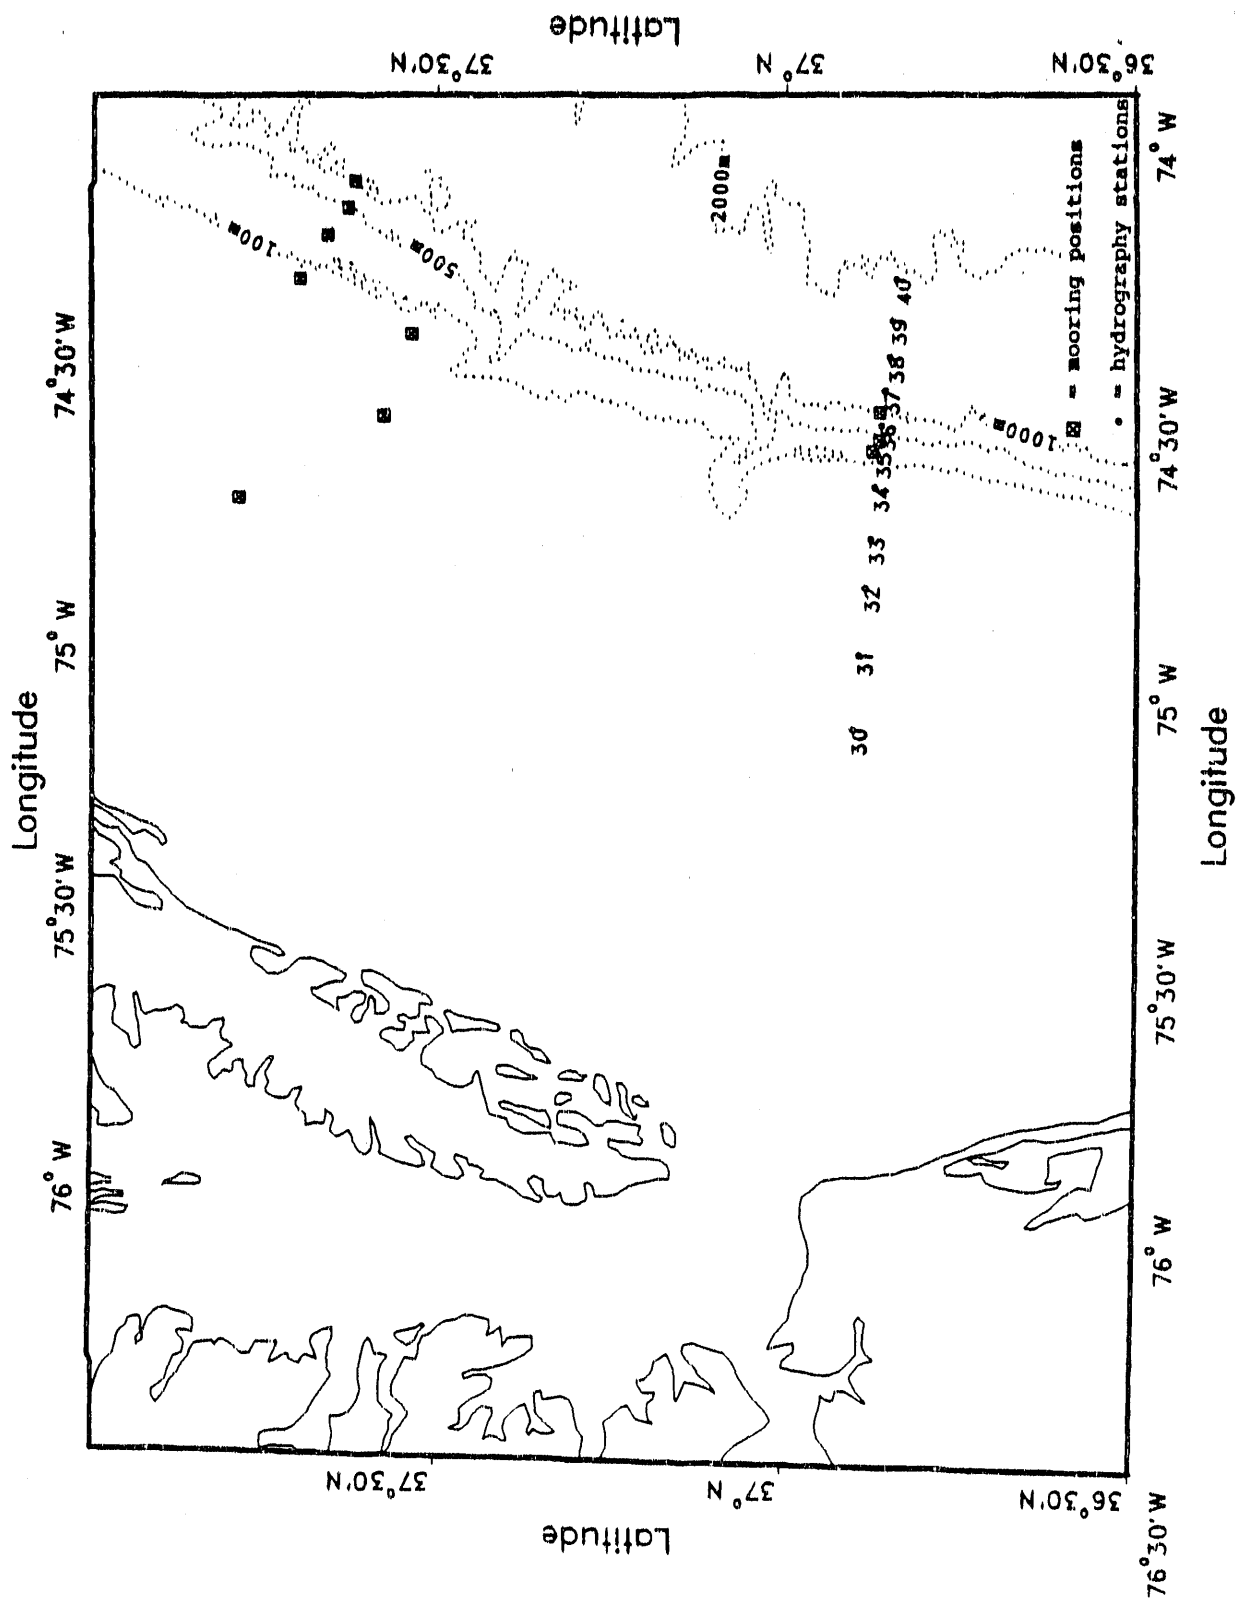 Longitude
76° W
75°30'W
75° W
74°30'W
Latitude
37°30'N
37°N
36°30'N
Latitude
37°30'N
37° N
36°30'N
100m
500m
2000m
1000m
30
31
32
33
34
35
36
37
38
39
40
⊠ = mooring positions
• = hydrography stations
76°30'W
76° W
75°30'W
75° W
74°30'W
74° W
Longitude